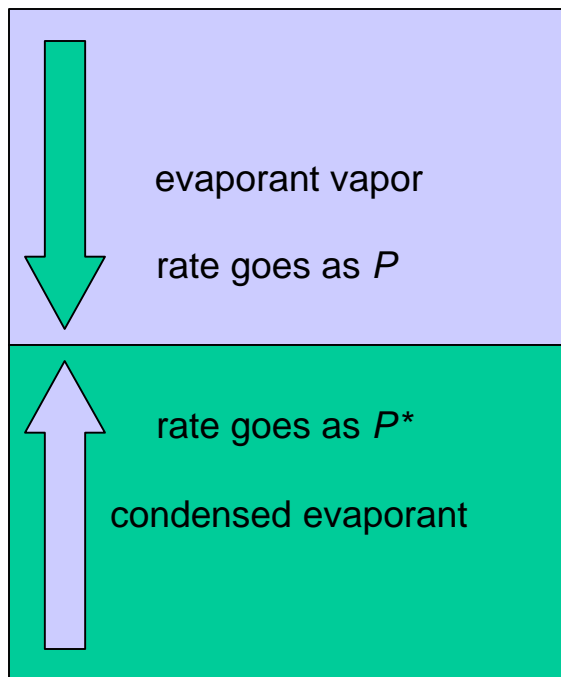 evaporant vapor
rate goes as P
rate goes as P*
condensed evaporant